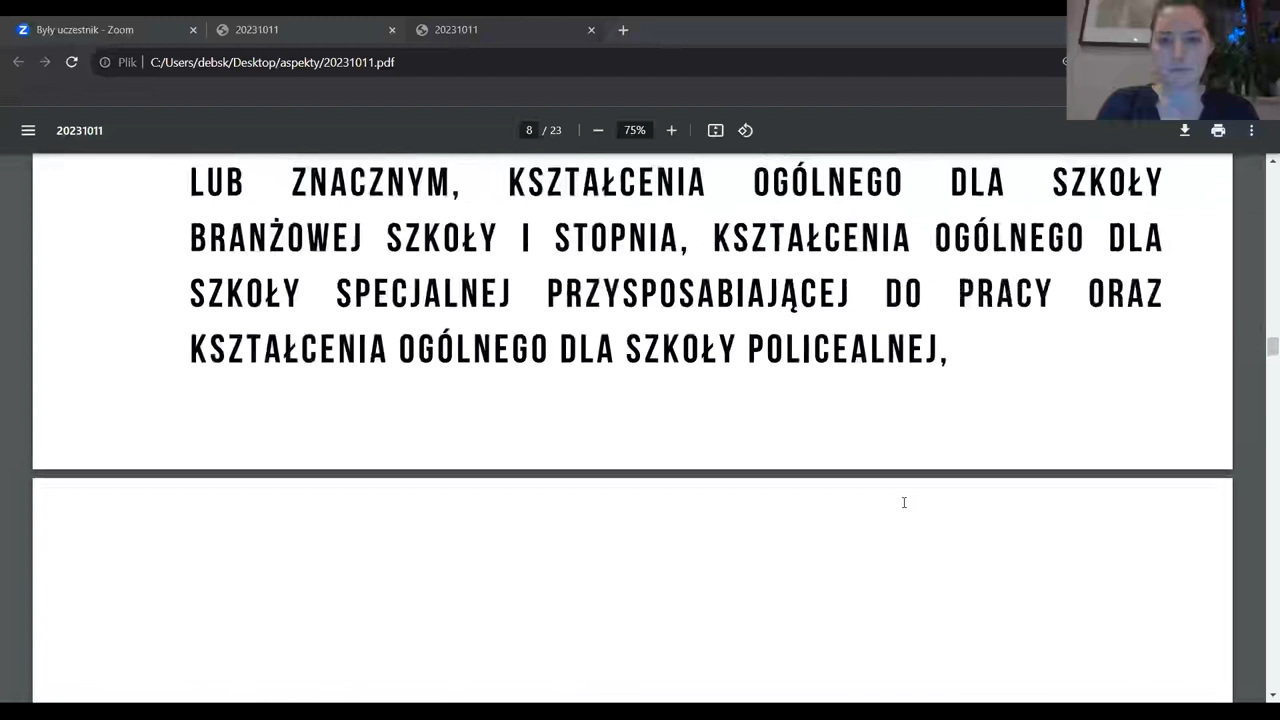 Były uczestnik - Zoom
20231011
20231011
Plik
C:/Users/debsk/Desktop/aspekty/20231011.pdf
20231011
8 / 23
75%
LUB ZNACZNYM, KSZTAŁCENIA OGÓLNEGO DLA SZKOŁY
BRANŻOWEJ SZKOŁY I STOPNIA, KSZTAŁCENIA OGÓLNEGO DLA
SZKOŁY SPECJALNEJ PRZYSPOSABIAJĄCEJ DO PRACY ORAZ
KSZTAŁCENIA OGÓLNEGO DLA SZKOŁY POLICEALNEJ,